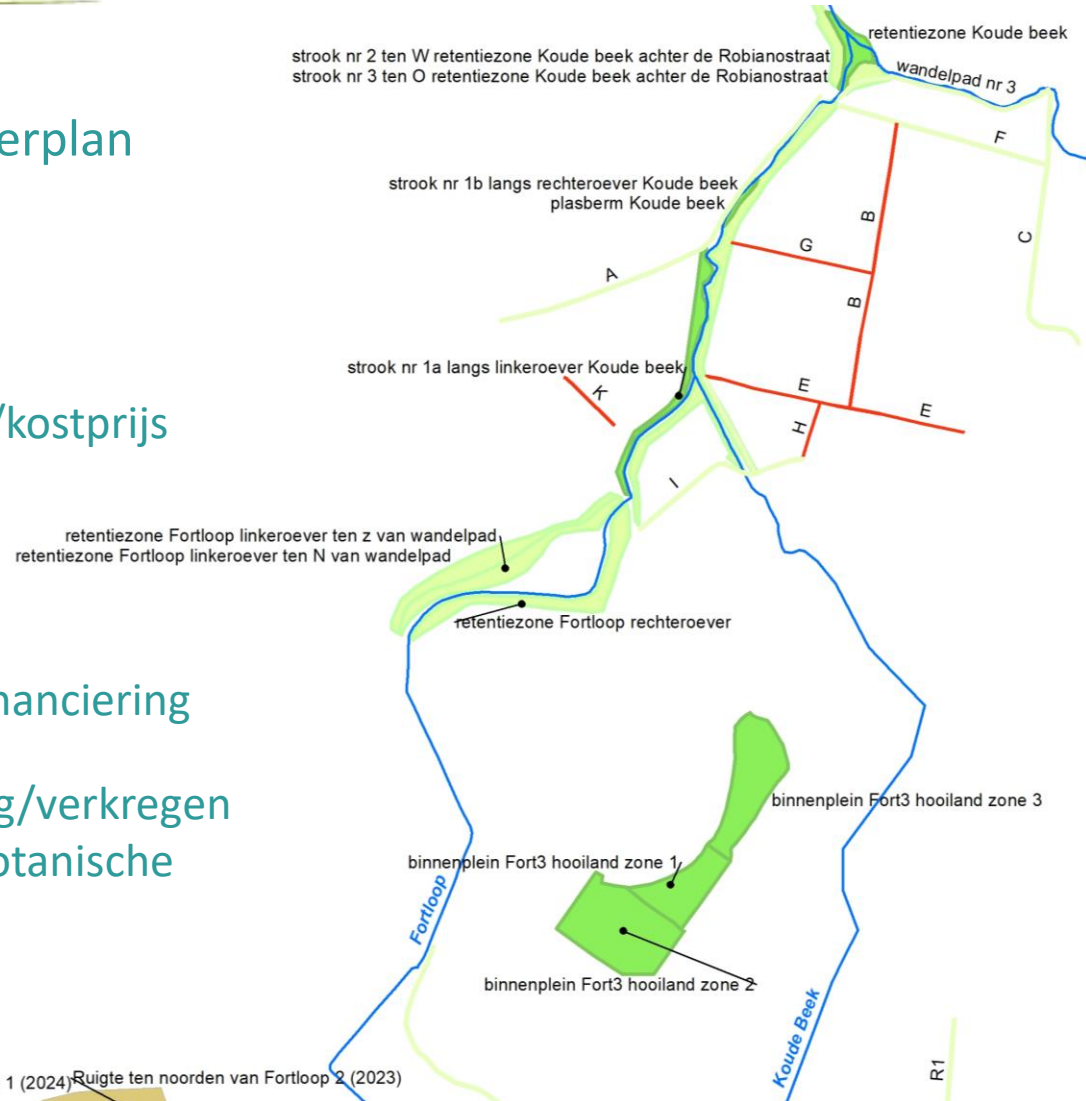 erplan
/kostprijs
nanciering
g/verkregen
otanische
retentiezone Koude beek
strook nr 2 ten W retentiezone Koude beek achter de Robianostraat
strook nr 3 ten O retentiezone Koude beek achter de Robianostraat
wandelpad nr 3
F
strook nr 1b langs rechteroever Koude beek
plasberm Koude beek
B
C
G
A
B
strook nr 1a langs linkeroever Koude beek
K
E
E
H
I
retentiezone Fortloop linkeroever ten z van wandelpad
retentiezone Fortloop linkeroever ten N van wandelpad
retentiezone Fortloop rechteroever
binnenplein Fort3 hooiland zone 3
binnenplein Fort3 hooiland zone 1
Fortloop
binnenplein Fort3 hooiland zone 2
Koude Beek
R1
1 (2024)
Ruigte ten noorden van Fortloop 2 (2023)